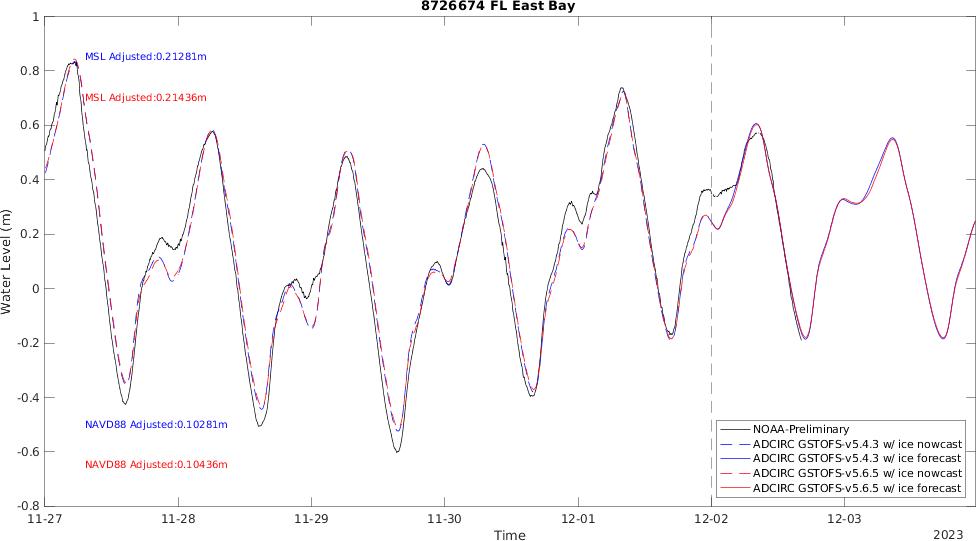 8726674 FL East Bay
1
0.8
0.6
0.4
0.2
0
-0.2
-0.4
-0.6
-0.8
Water Level (m)
MSL Adjusted:0.21281m
MSL Adjusted:0.21436m
NAVD88 Adjusted:0.10281m
NAVD88 Adjusted:0.10436m
NOAA-Preliminary
ADCIRC GSTOFS-v5.4.3 w/ ice nowcast
ADCIRC GSTOFS-v5.4.3 w/ ice forecast
ADCIRC GSTOFS-v5.6.5 w/ ice nowcast
ADCIRC GSTOFS-v5.6.5 w/ ice forecast
11-27 11-28 11-29 11-30 12-01 12-02 12-03
Time
2023